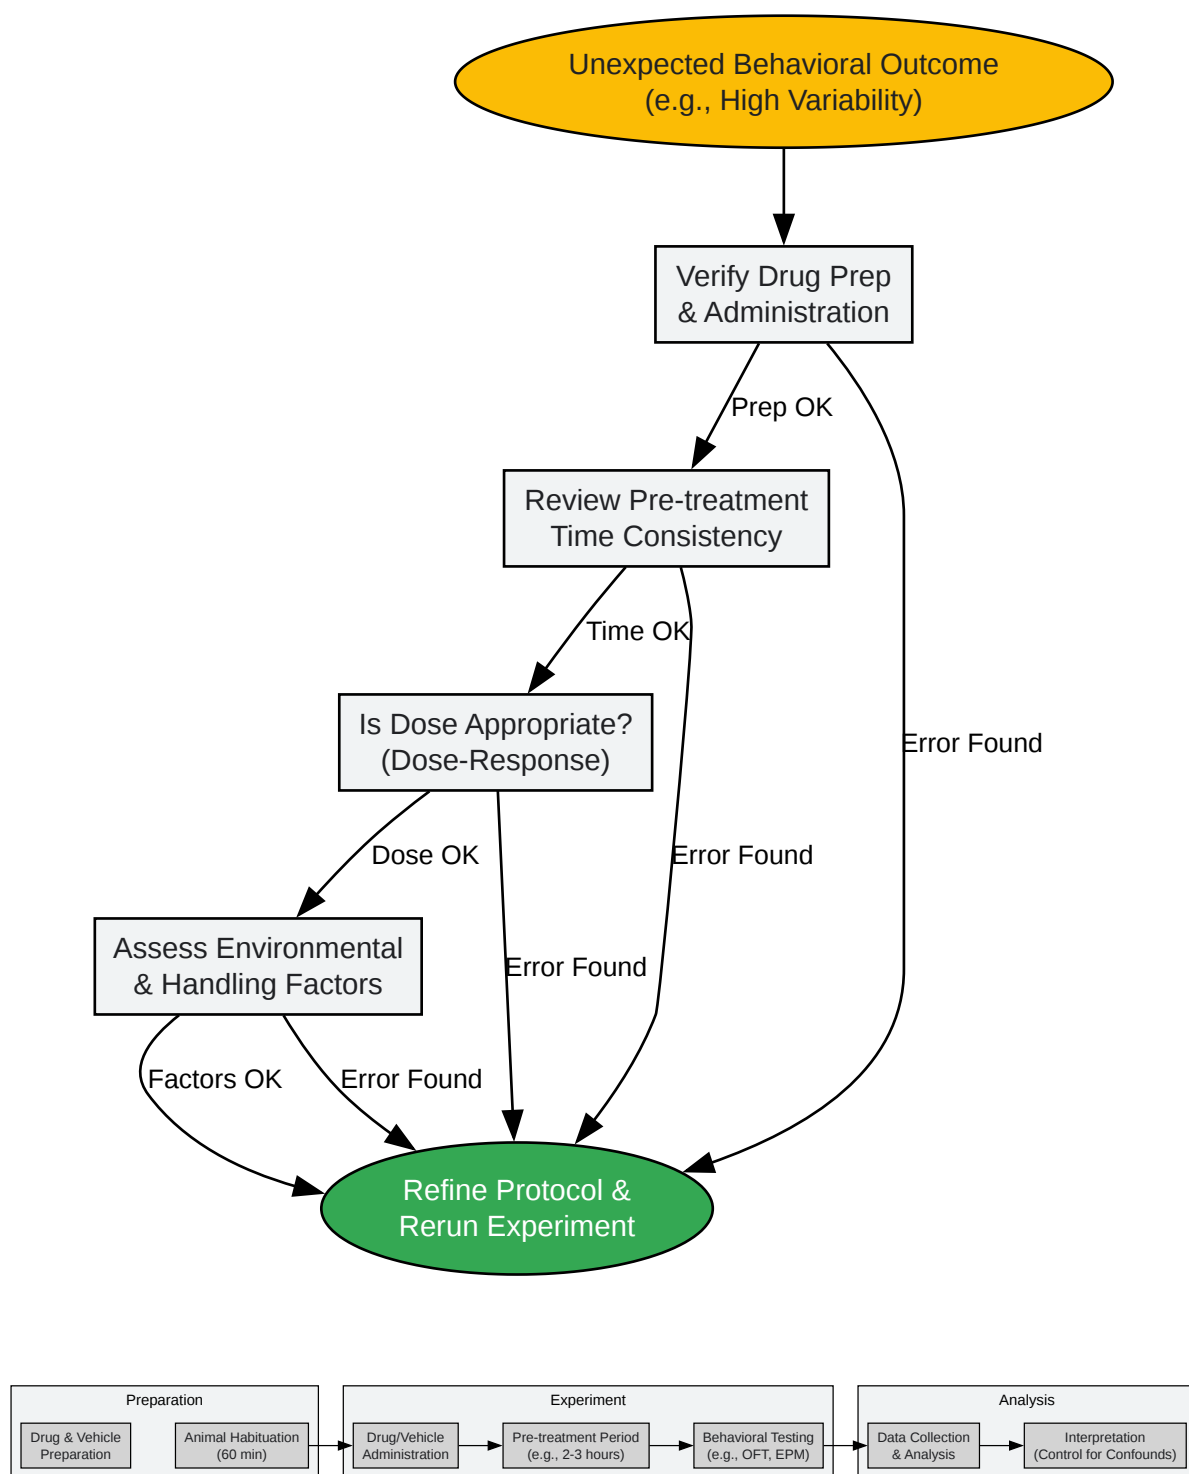 Unexpected Behavioral Outcome
(e.g., High Variability)
Verify Drug Prep
& Administration
Prep OK
Review Pre-treatment
Time Consistency
Time OK
Is Dose Appropriate?
(Dose-Response)
Error Found
Dose OK
Error Found
Assess Environmental
& Handling Factors
Error Found
Factors OK
Error Found
Refine Protocol &
Rerun Experiment
Preparation
Drug & Vehicle
Preparation
Animal Habituation
(60 min)
Experiment
Drug/Vehicle
Administration
Pre-treatment Period
(e.g., 2-3 hours)
Behavioral Testing
(e.g., OFT, EPM)
Analysis
Data Collection
& Analysis
Interpretation
(Control for Confounds)